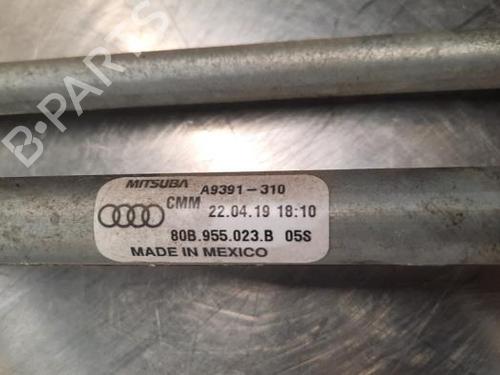 B-PARTS
MITSUBA A9391-310
CMM 22.04.19 18:10
80B.955.023.B 05S
MADE IN MEXICO